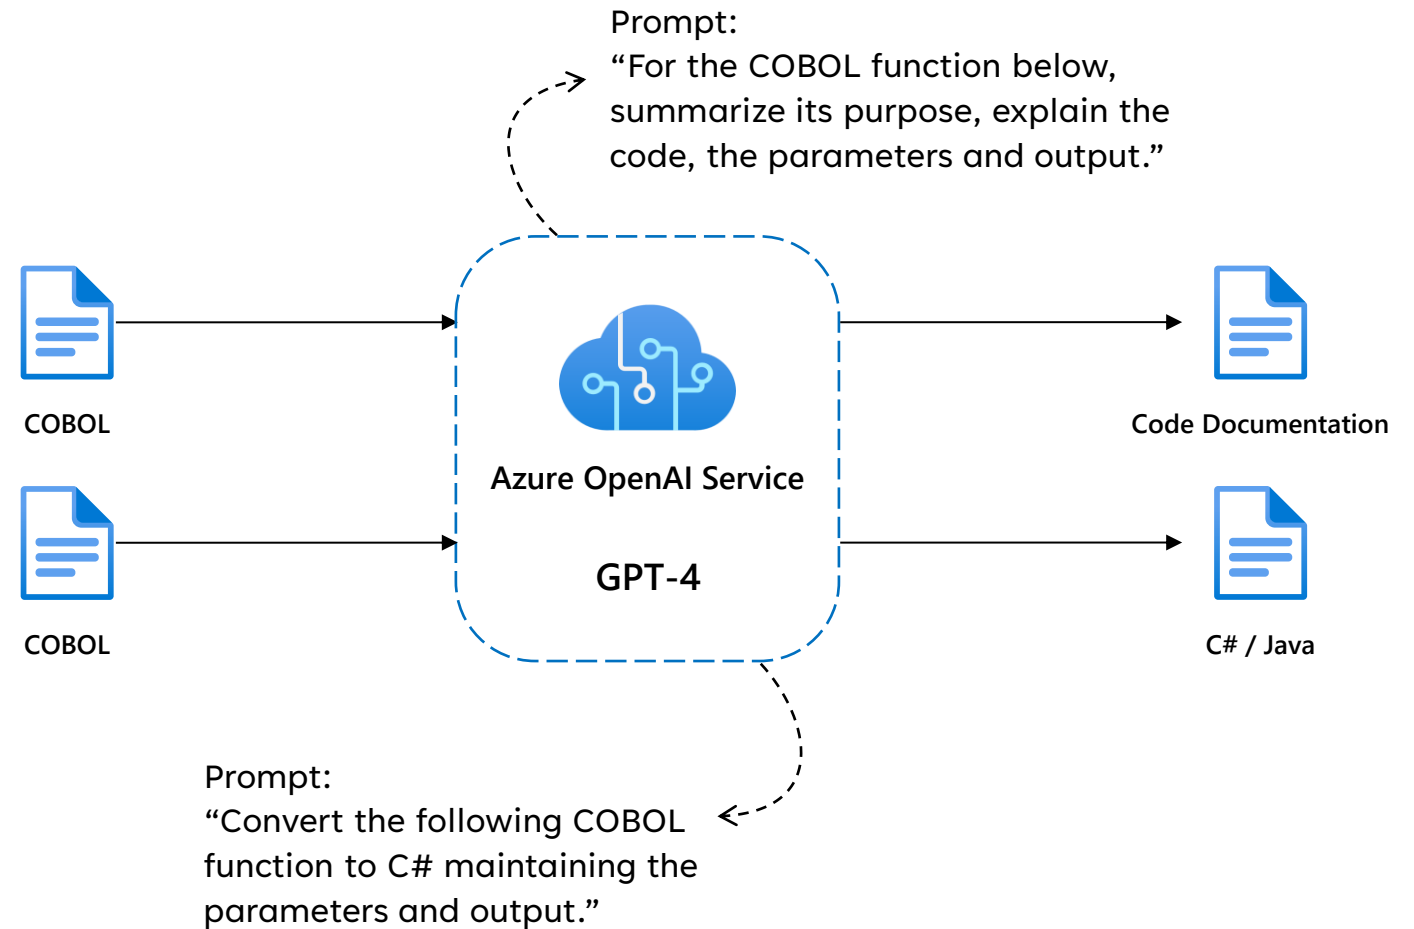 Prompt:
“For the COBOL function below,
summarize its purpose, explain the
code, the parameters and output.”
COBOL
Azure OpenAI Service
GPT-4
Code Documentation
COBOL
C# / Java
Prompt:
“Convert the following COBOL
function to C# maintaining the
parameters and output.”